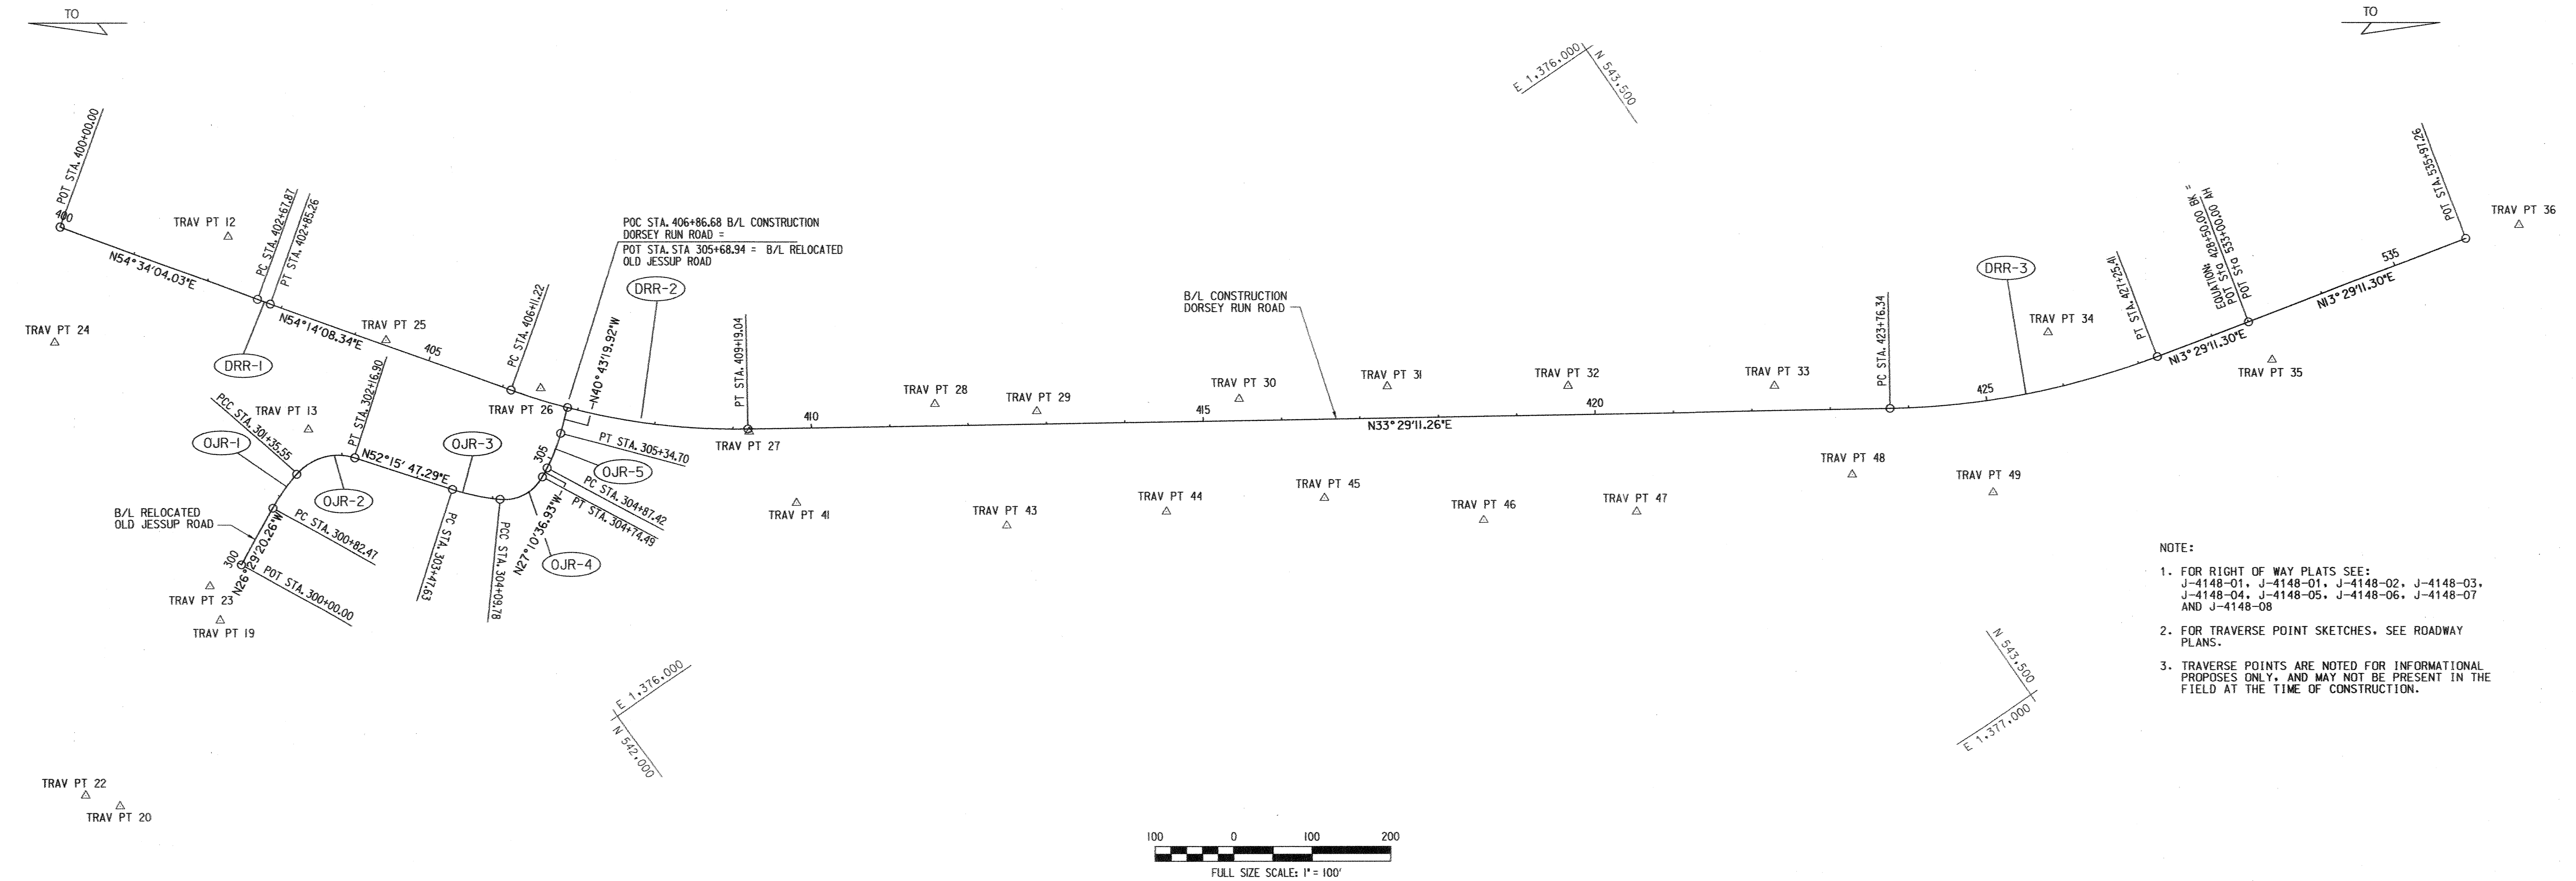 TO
TO
E 1,376,000
N 543,500
POT STA. 400+00.00
400
TRAV PT 12
PC STA. 402+67.87
PT STA. 402+85.26
N54°34'04.03"E
N54°14'08.34"E
TRAV PT 24
TRAV PT 25
DRR-1
405
PC STA. 406+11.22
POC STA. 406+86.68 B/L CONSTRUCTION
DORSEY RUN ROAD =
POT STA. STA 305+68.94 = B/L RELOCATED
OLD JESSUP ROAD
DRR-2
N40°43'19.92"W
TRAV PT 26
PT STA. 409+19.04
TRAV PT 27
410
TRAV PT 28
TRAV PT 29
415
TRAV PT 30
B/L CONSTRUCTION
DORSEY RUN ROAD
TRAV PT 31
N33°29'11.26"E
TRAV PT 32
420
TRAV PT 33
PC STA. 423+76.34
425
DRR-3
TRAV PT 34
PT STA. 427+25.41
EQUATION:
POT Sta 428+50.00 BK =
POT Sta 533+00.00 AH
N13°29'11.30"E
TRAV PT 35
N13°29'11.30"E
535
POT STA. 535+97.26
TRAV PT 36
TRAV PT 13
PCC STA. 301+35.55
PT STA. 302+16.90
OJR-1
OJR-2
N52°15'47.29"E
OJR-3
305
PT STA. 305+34.70
OJR-5
PC STA. 304+87.42
PT STA. 304+74.49
N27°10'36.93"W
OJR-4
PCC STA. 304+09.78
PC STA. 303+47.63
B/L RELOCATED
OLD JESSUP ROAD
PC STA. 300+82.47
N26°29'20.26"W
300
POT STA. 300+00.00
TRAV PT 23
TRAV PT 19
TRAV PT 41
TRAV PT 43
TRAV PT 44
TRAV PT 45
TRAV PT 46
TRAV PT 47
TRAV PT 48
TRAV PT 49
NOTE:
1. FOR RIGHT OF WAY PLATS SEE:
J-4148-01, J-4148-01, J-4148-02, J-4148-03,
J-4148-04, J-4148-05, J-4148-06, J-4148-07
AND J-4148-08
2. FOR TRAVERSE POINT SKETCHES, SEE ROADWAY
PLANS.
3. TRAVERSE POINTS ARE NOTED FOR INFORMATIONAL
PROPOSES ONLY, AND MAY NOT BE PRESENT IN THE
FIELD AT THE TIME OF CONSTRUCTION.
E 1,376,000
N 542,000
N 543,500
E 1,377,000
TRAV PT 22
TRAV PT 20
100 0 100 200
FULL SIZE SCALE: 1" = 100'